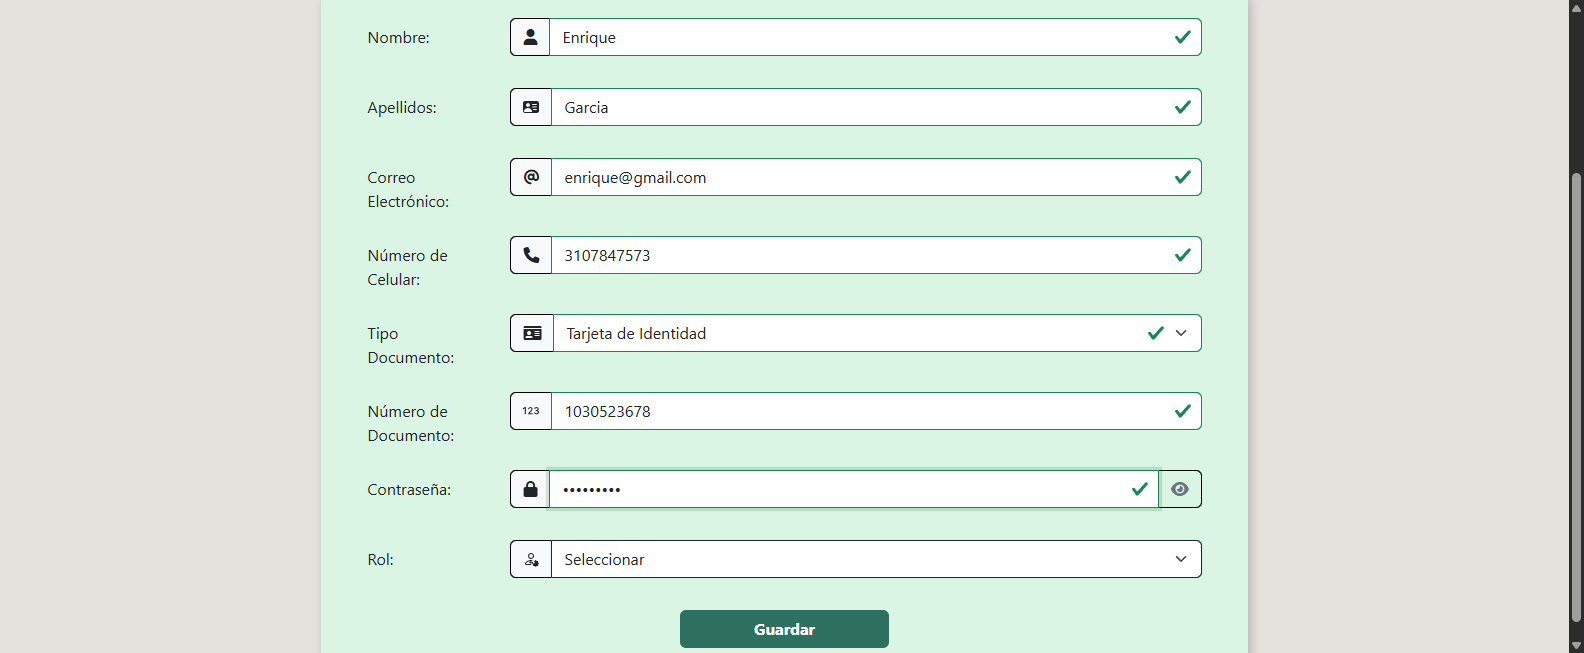 Nombre:
Enrique
Apellidos:
Garcia
Correo
Electrónico:
@
enrique@gmail.com
Número de
Celular:
3107847573
Tipo
Documento:
Tarjeta de Identidad
Número de
Documento:
123
1030523678
Contraseña:
•••••••••
Rol:
Seleccionar
Guardar